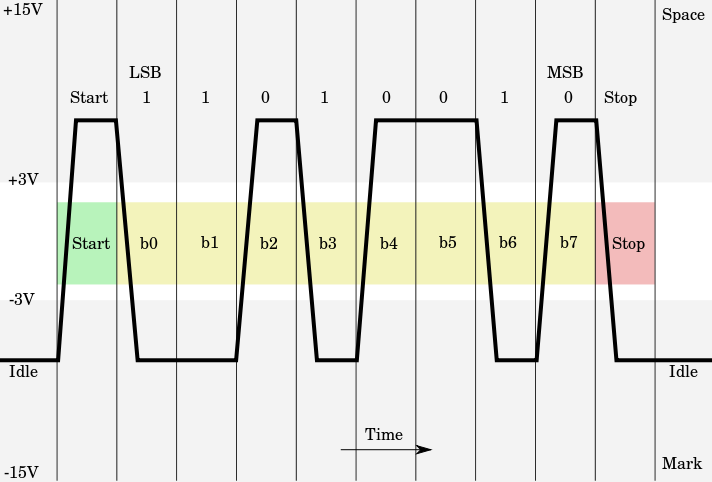 +15V
Space
LSB
MSB
Start 1 1 0 1 0 0 1 0 Stop
+3V
Start b0 b1 b2 b3 b4 b5 b6 b7 Stop
-3V
Idle
Idle
Time
Mark
-15V